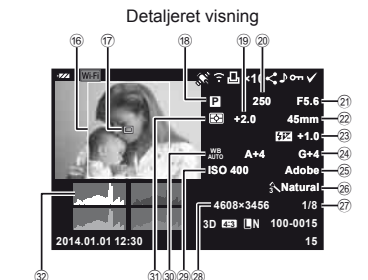 Detaljeret visning
⑯ ⑰ ⑱ ⑲ ⑳
Wi-Fi ×10
P 250 F5.6 ㉑
+2.0 45mm ㉒
+1.0 ㉓
WB AUTO A+4 G+4 ㉔
ISO 400 Adobe ㉕
3 Natural ㉖
4608×3456 1/8 ㉗
3D 4:3 LN 100-0015
2014.01.01 12:30 15
㉜ ㉛ ㉚ ㉙ ㉘